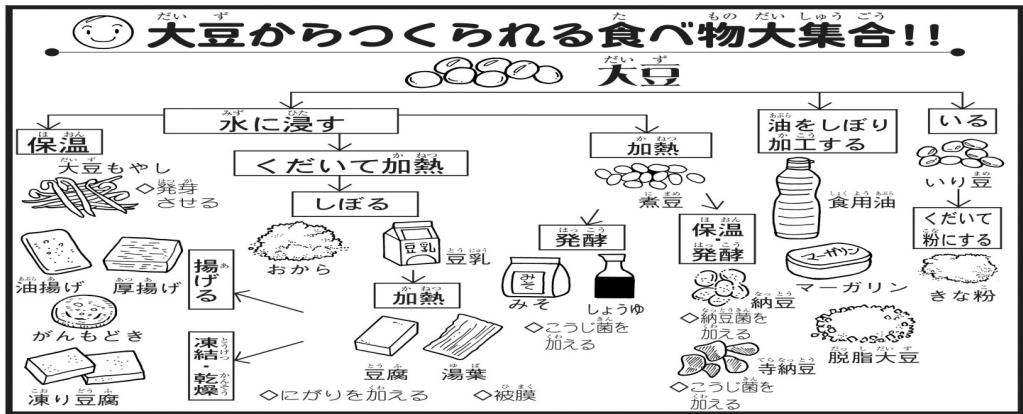 大豆からつくられる食べ物大集合!!
大豆
水に浸す
保温
大豆もやし
◇発芽
させる
くだいて加熱
しぼる
おから
豆乳
豆乳
加熱
豆腐
◇にがりを加える
湯葉
◇被膜
揚げる
油揚げ
厚揚げ
がんもどき
凍結・乾燥
凍り豆腐
加熱
煮豆
発酵
みそ
みそ
しょうゆ
◇こうじ菌を
加える
保温・発酵
納豆
◇納豆菌を
加える
寺納豆
◇こうじ菌を
加える
油をしぼり
加工する
食用油
マーガリン
マーガリン
脱脂大豆
いる
いり豆
くだいて
粉にする
きな粉